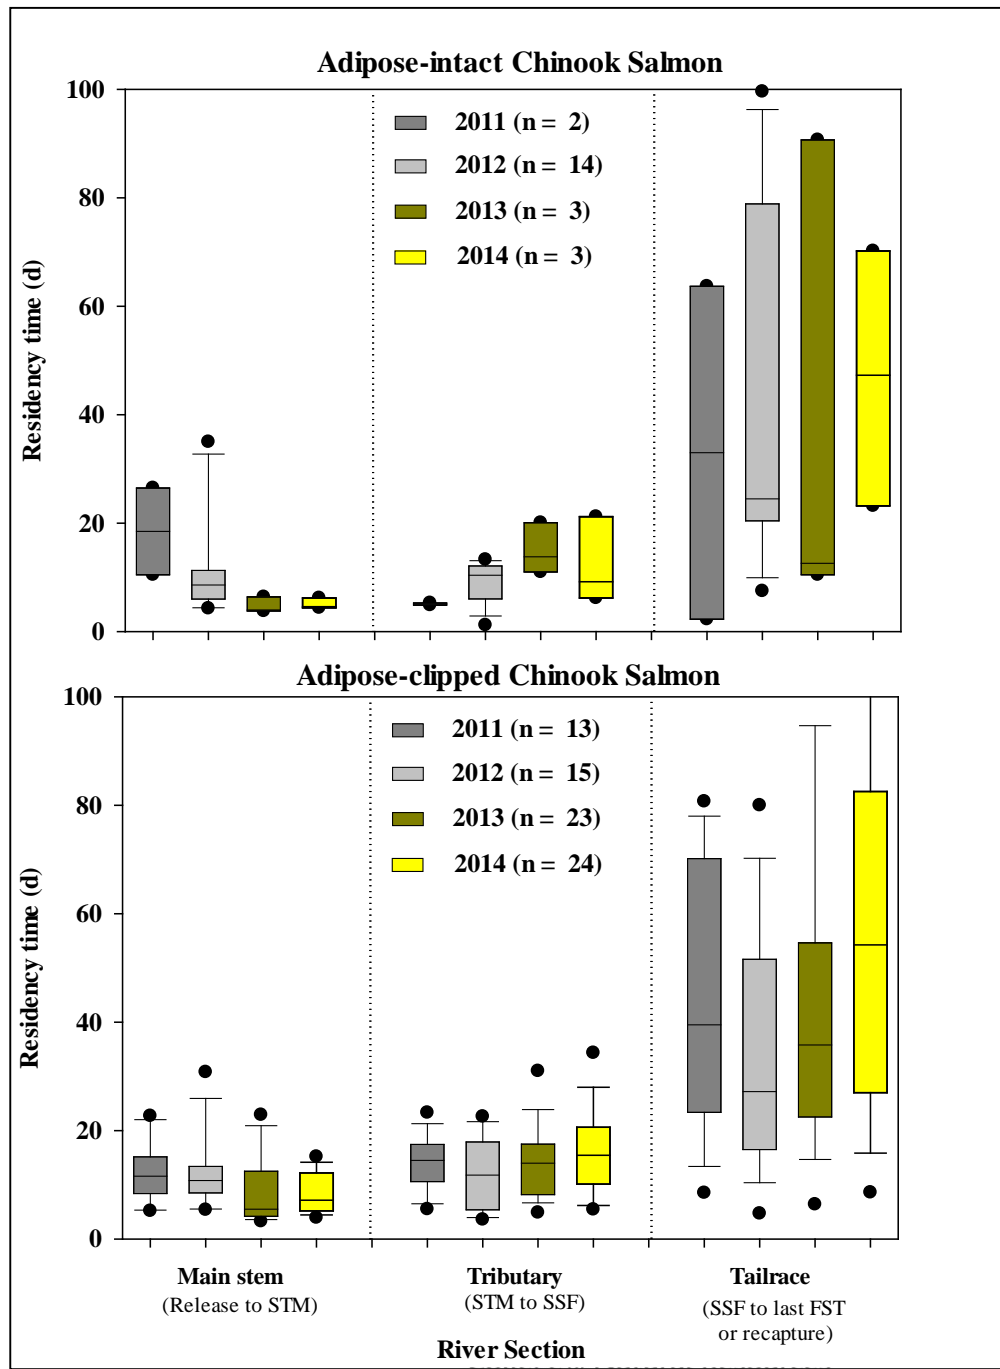 Adipose-intact Chinook Salmon
100
80
60
40
20
0
Residency time (d)
2011 (n = 2)
2012 (n = 14)
2013 (n = 3)
2014 (n = 3)
Adipose-clipped Chinook Salmon
100
80
60
40
20
0
Residency time (d)
2011 (n = 13)
2012 (n = 15)
2013 (n = 23)
2014 (n = 24)
Main stem
(Release to STM)
Tributary
(STM to SSF)
Tailrace
(SSF to last FST
or recapture)
River Section